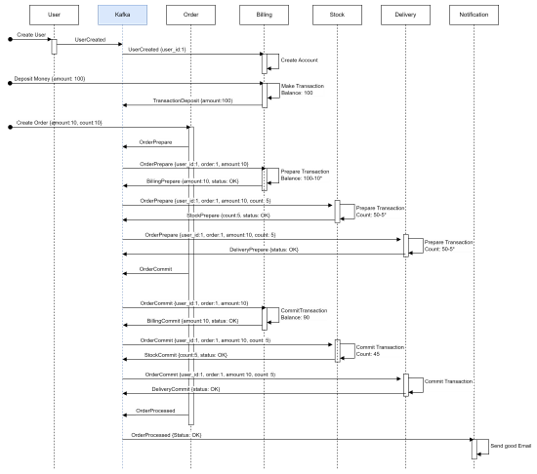 User Kafka Order Billing Stock Delivery Notification
Create User
UserCreated
UserCreated {user_id:1}
Create Account
Deposit Money {amount: 100}
Make Transaction
Balance: 100
TransactionDeposit {amount:100}
Create Order {amount:10, count:10}
OrderPrepare
OrderPrepare {user_id:1, order:1, amount:10}
Prepare Transaction
Balance: 100-10*
BillingPrepare {amount:10, status: OK}
OrderPrepare {user_id:1, order:1, amount:10, count: 5}
Prepare Transaction
Count: 50-5*
StockPrepare {count:5, status: OK}
OrderPrepare {user_id:1, order:1, amount:10, count: 5}
Prepare Transaction
Count: 50-5*
DeliveryPrepare {status: OK}
OrderCommit
OrderCommit {user_id:1, order:1, amount:10}
CommitTransaction
Balance: 90
BillingCommit {amount:10, status: OK}
OrderCommit {user_id:1, order:1, amount:10, count: 5}
Commit Transaction
Count: 45
StockCommit {count:5, status: OK}
OrderCommit {user_id:1, order:1, amount:10, count: 5}
Commit Transaction
DeliveryCommit {status: OK}
OrderProcessed
OrderProcessed {Status: OK}
Send good Email